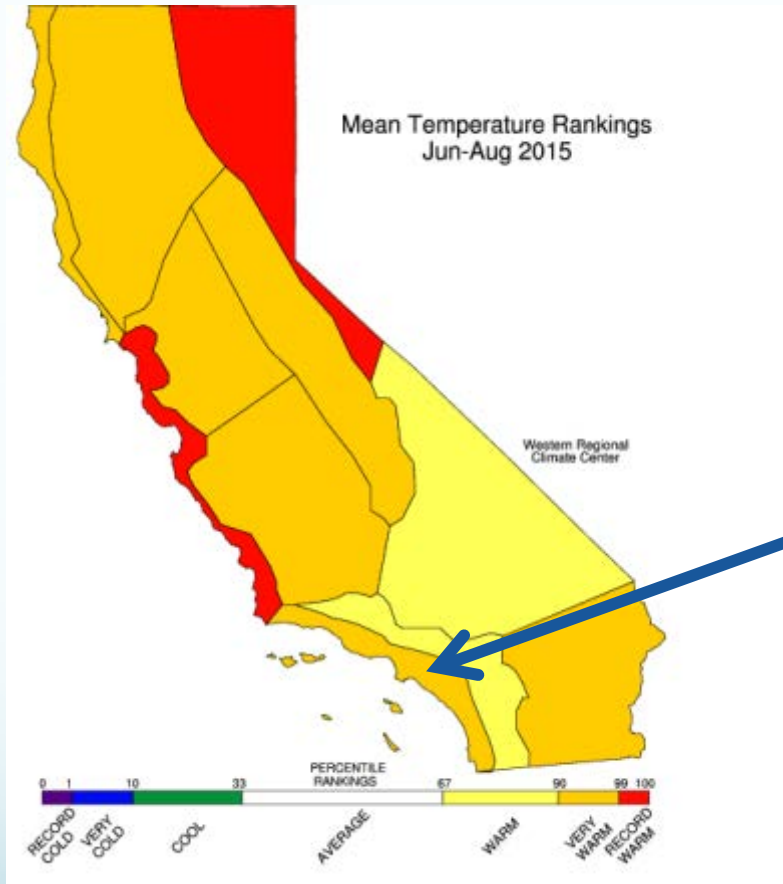 Mean Temperature Rankings
Jun-Aug 2015
Western Regional
Climate Center
PERCENTILE
RANKINGS
0 1 10 33 67 90 99 100
RECORD COLD
VERY COLD
COOL
AVERAGE
WARM
VERY WARM
RECORD WARM